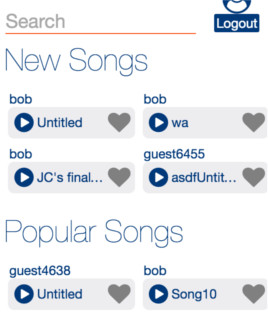 Search
Logout
New Songs
bob bob
Untitled wa
bob guest6455
JC's final... asdfUntit...
Popular Songs
guest4638 bob
Untitled Song10